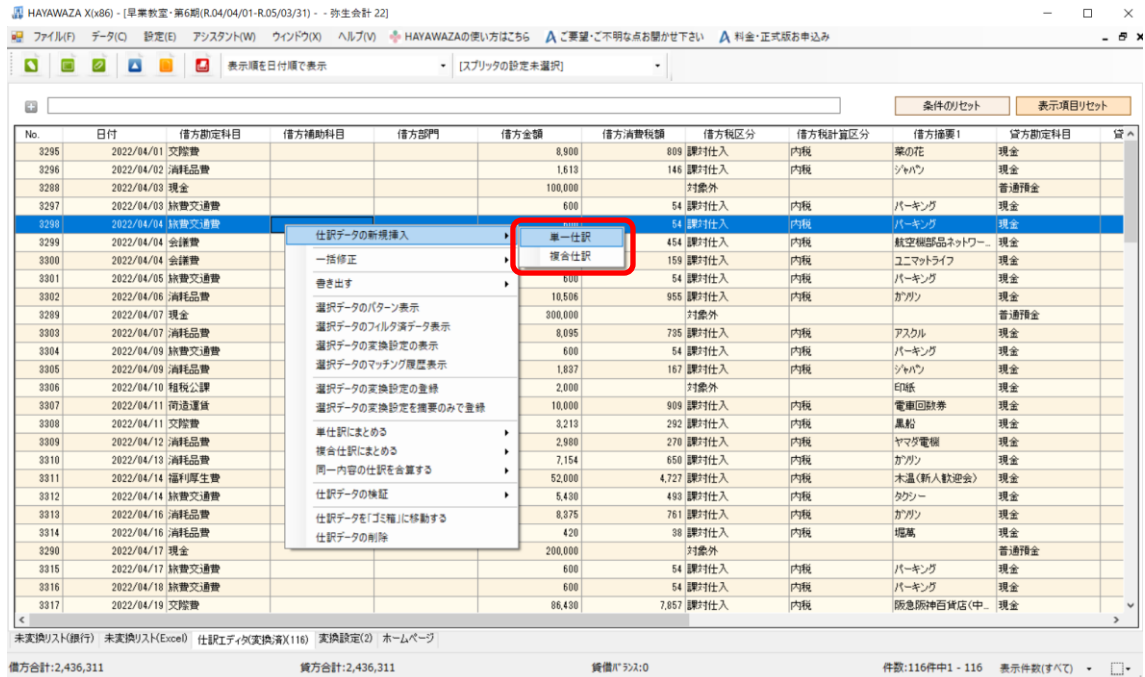 HAYAWAZA X(x86) - [早業教室・第6期(R.04/04/01-R.05/03/31) - - 弥生会計 22]
ファイル(F) データ(C) 設定(E) アシスタント(W) ウィンドウ(X) ヘルプ(V) HAYAWAZAの使い方はこちら ご要望・ご不明な点お聞かせ下さい 料金・正式版お申込み
表示順を日付順で表示 [スプリッタの設定未選択]
条件のリセット 表示項目リセット
No. 日付 借方勘定科目 借方補助科目 借方部門 借方金額 借方消費税額 借方税区分 借方税計算区分 借方摘要1 貸方勘定科目 貸
3295 2022/04/01 交際費 8,900 809 課対仕入 内税 菜の花 現金
3296 2022/04/02 消耗品費 1,613 146 課対仕入 内税 ジャパン 現金
3288 2022/04/03 現金 100,000 対象外 普通預金
3297 2022/04/03 旅費交通費 600 54 課対仕入 内税 パーキング 現金
3298 2022/04/04 旅費交通費 54 課対仕入 内税 パーキング 現金
仕訳データの新規挿入 単一仕訳
3299 2022/04/04 会議費 454 課対仕入 内税 航空機部品ネットワー… 現金
複合仕訳
3300 2022/04/04 会議費 一括修正 159 課対仕入 内税 ユニマットライフ 現金
3301 2022/04/05 旅費交通費 書き出す 600 54 課対仕入 内税 パーキング 現金
3302 2022/04/06 消耗品費 10,506 955 課対仕入 内税 ガソリン 現金
選択データのパターン表示
3289 2022/04/07 現金 300,000 対象外 普通預金
選択データのフィルタ済データ表示
3303 2022/04/07 消耗品費 8,095 735 課対仕入 内税 アスクル 現金
選択データの変換設定の表示
3304 2022/04/09 旅費交通費 600 54 課対仕入 内税 パーキング 現金
選択データのマッチング履歴表示
3305 2022/04/09 消耗品費 1,837 167 課対仕入 内税 ジャパン 現金
3306 2022/04/10 租税公課 選択データの変換設定の登録 2,000 対象外 印紙 現金
3307 2022/04/11 荷造運賃 選択データの変換設定を摘要のみで登録 10,000 909 課対仕入 内税 電車回数券 現金
3308 2022/04/11 交際費 3,213 292 課対仕入 内税 黒船 現金
単仕訳にまとめる
3309 2022/04/12 消耗品費 2,980 270 課対仕入 内税 ヤマダ電機 現金
複合仕訳にまとめる
3310 2022/04/13 消耗品費 7,154 650 課対仕入 内税 ガソリン 現金
同一内容の仕訳を合算する
3311 2022/04/14 福利厚生費 52,000 4,727 課対仕入 内税 木温(新人歓迎会) 現金
3312 2022/04/14 旅費交通費 仕訳データの検証 5,430 493 課対仕入 内税 タクシー 現金
3313 2022/04/16 消耗品費 仕訳データを「ゴミ箱」に移動する 8,375 761 課対仕入 内税 ガソリン 現金
3314 2022/04/16 消耗品費 仕訳データの削除 420 38 課対仕入 内税 堀萬 現金
3290 2022/04/17 現金 200,000 対象外 普通預金
3315 2022/04/17 旅費交通費 600 54 課対仕入 内税 パーキング 現金
3316 2022/04/18 旅費交通費 600 54 課対仕入 内税 パーキング 現金
3317 2022/04/19 交際費 86,430 7,857 課対仕入 内税 阪急阪神百貨店(中… 現金
未変換リスト(銀行) 未変換リスト(Excel) 仕訳エディタ(変換済)(116) 変換設定(2) ホームページ
借方合計:2,436,311 貸方合計:2,436,311 貸借バランス:0 件数:116件中1 - 116 表示件数(すべて)